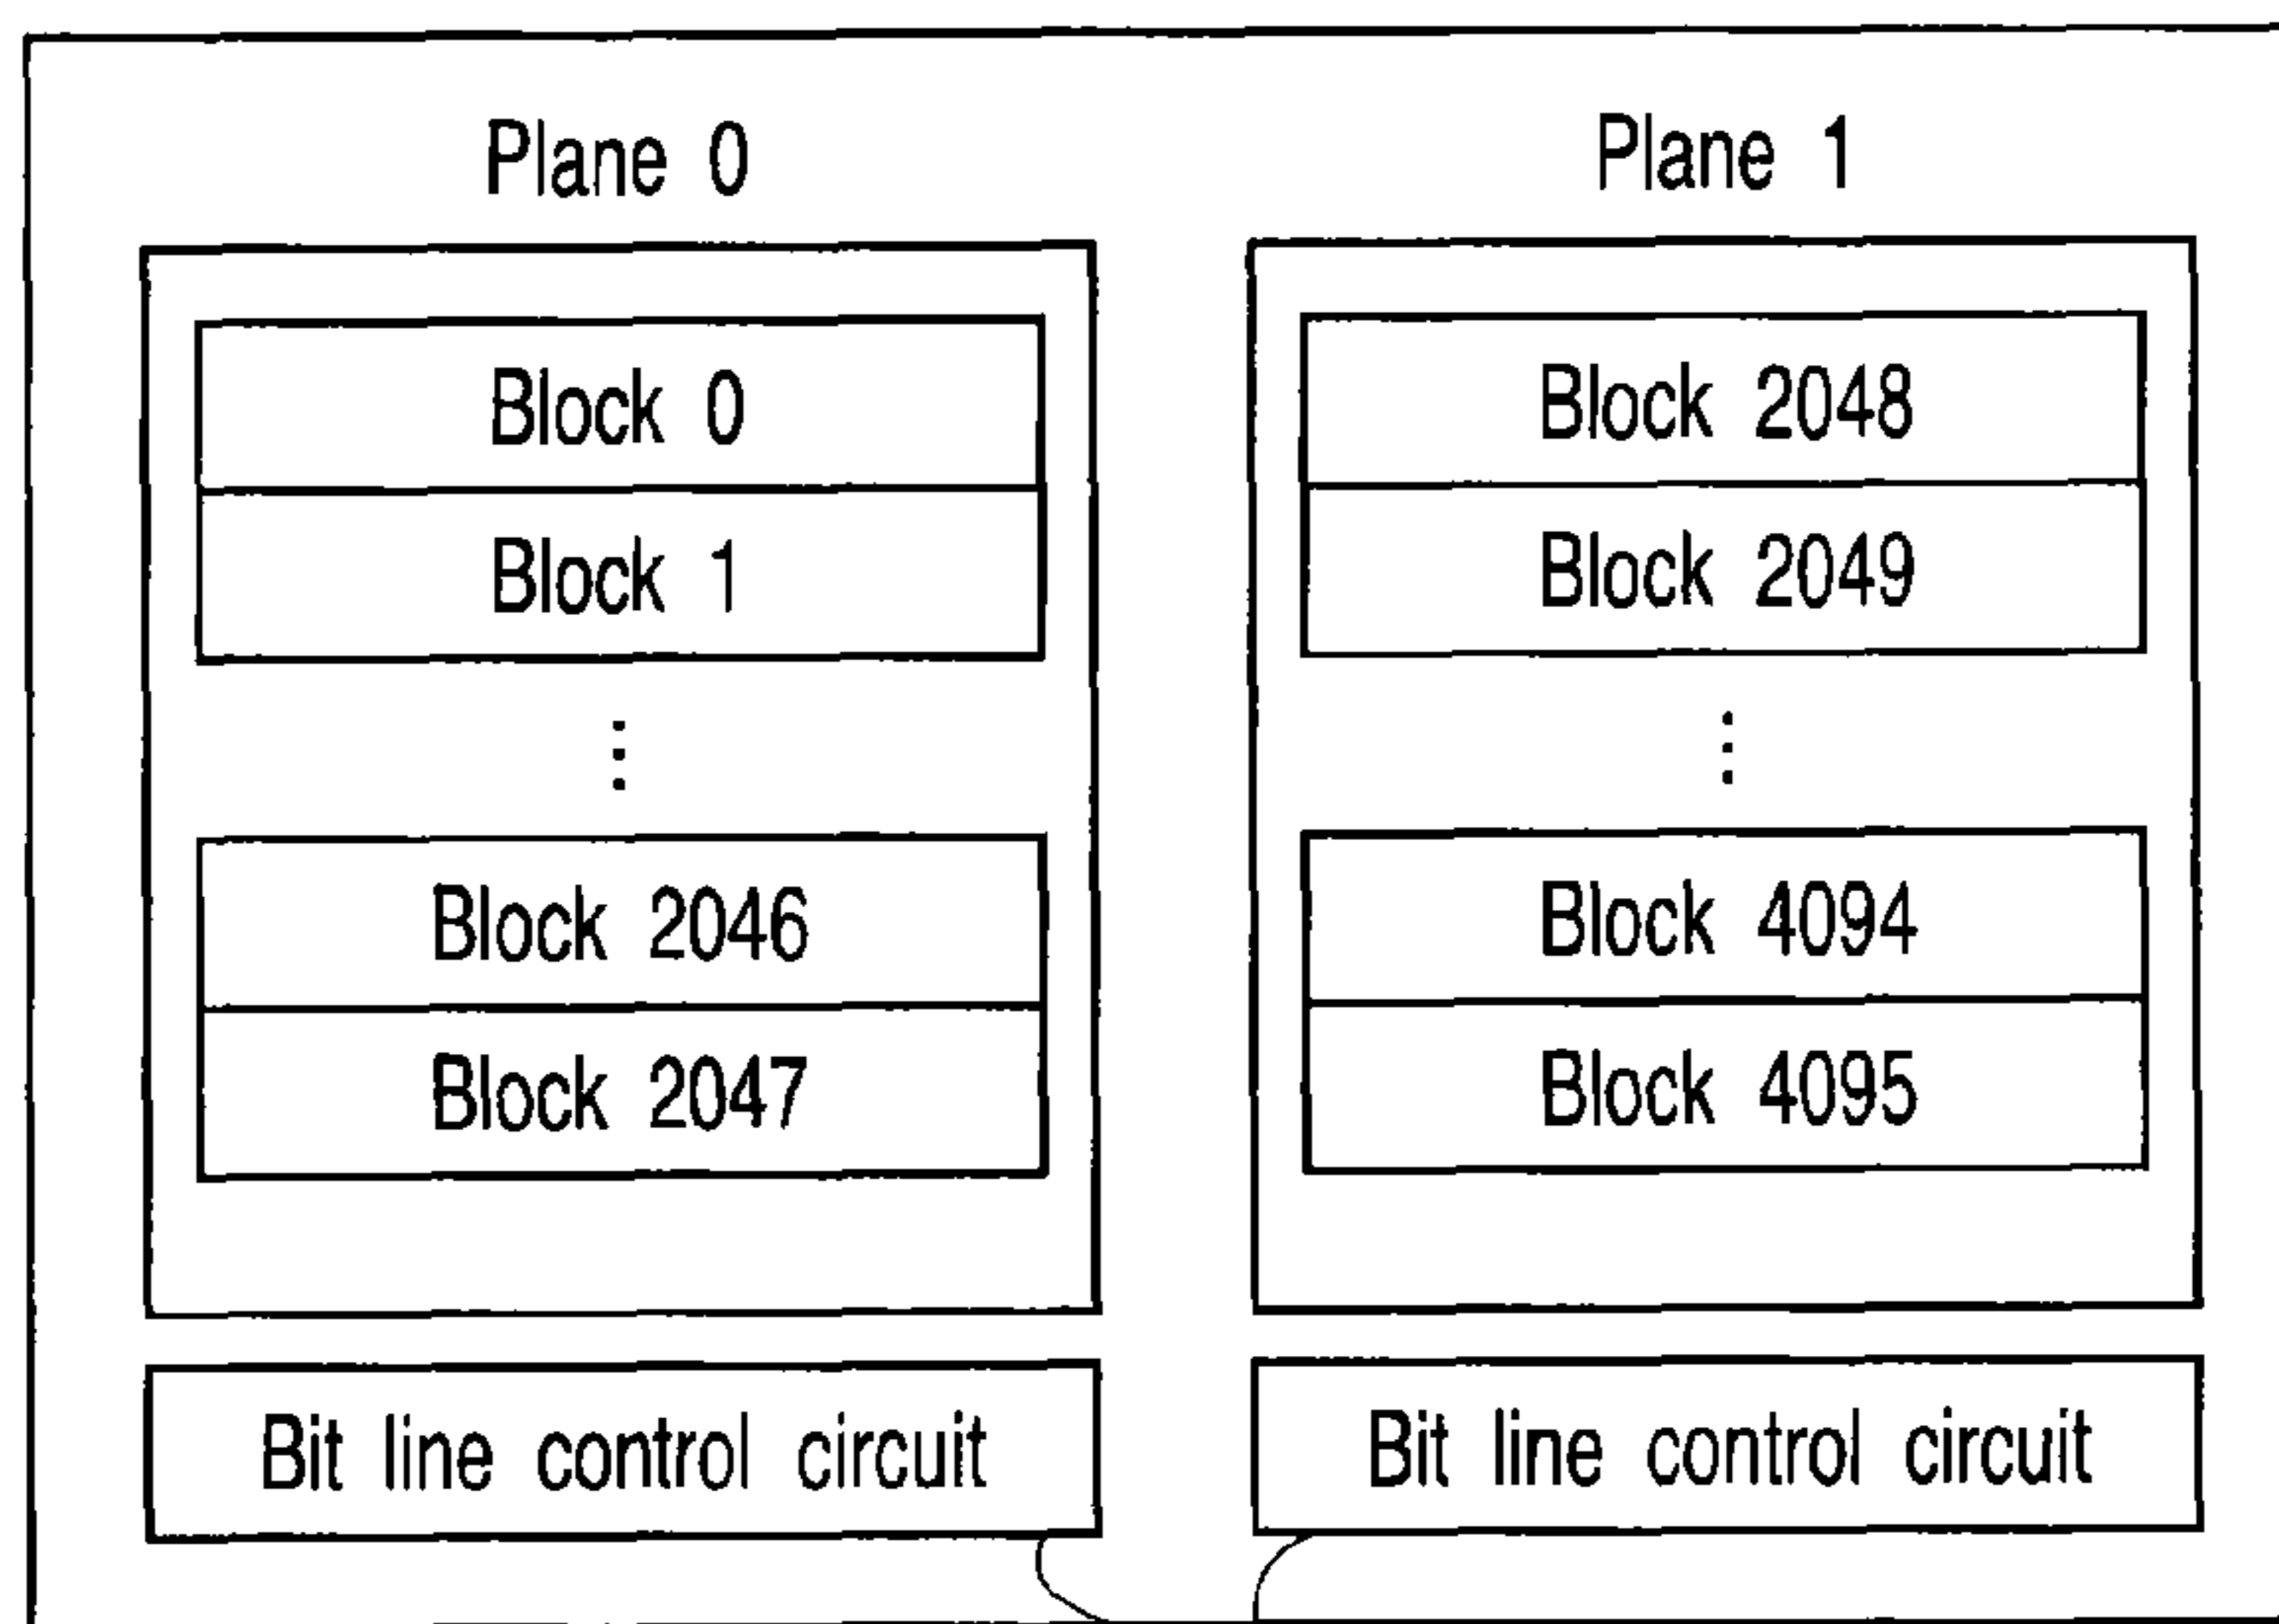 Plane 0
Block 0
Block 1
Block 2046
Block 2047
Bit line control circuit
Plane 1
Block 2048
Block 2049
Block 4094
Block 4095
Bit line control circuit